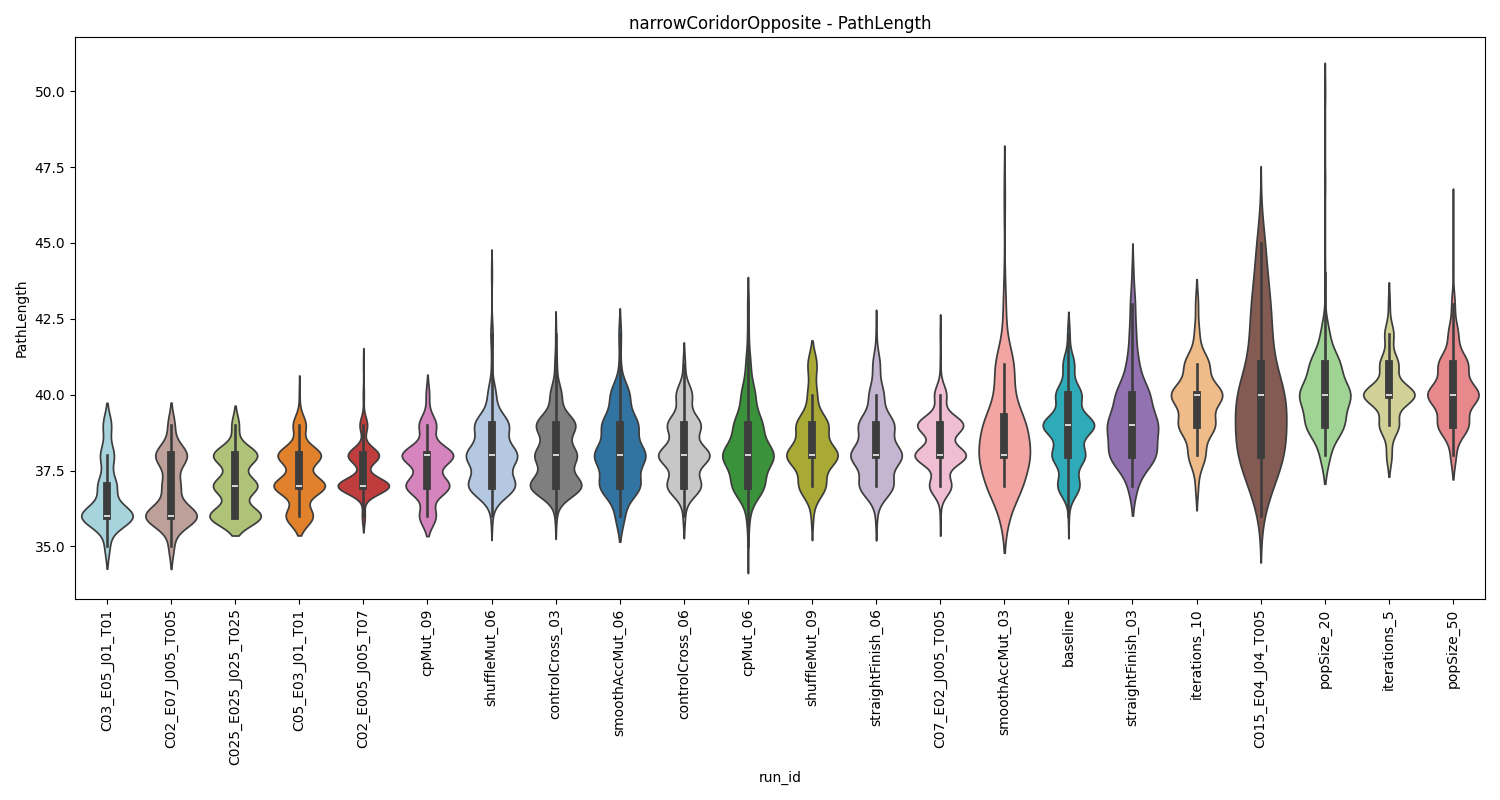 narrowCoridorOpposite - PathLength
PathLength
50.0
47.5
45.0
42.5
40.0
37.5
35.0
C03_E05_J01_T01
C02_E07_J005_T005
C025_E025_J025_T025
C05_E03_J01_T01
C02_E005_J005_T07
cpMut_09
shuffleMut_06
controlCross_03
smoothAccMut_06
controlCross_06
cpMut_06
shuffleMut_09
straightFinish_06
C07_E02_J005_T005
smoothAccMut_03
baseline
straightFinish_03
iterations_10
C015_E04_J04_T005
popSize_20
iterations_5
popSize_50
run_id